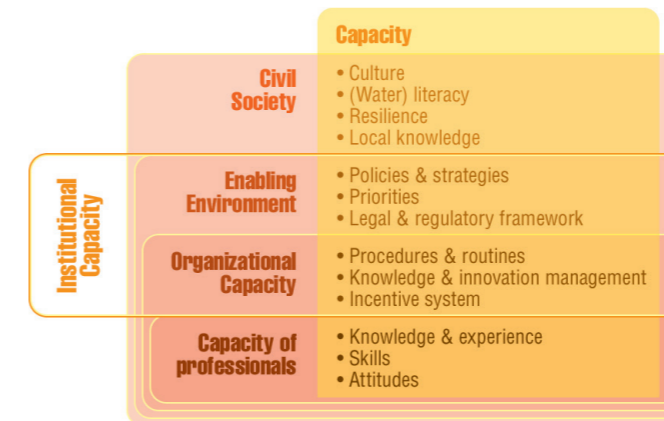 Capacity
Civil
Society
• Culture
• (Water) literacy
• Resilience
• Local knowledge
Institutional
Capacity
Enabling
Environment
• Policies & strategies
• Priorities
• Legal & regulatory framework
Organizational
Capacity
• Procedures & routines
• Knowledge & innovation management
• Incentive system
Capacity of
professionals
• Knowledge & experience
• Skills
• Attitudes